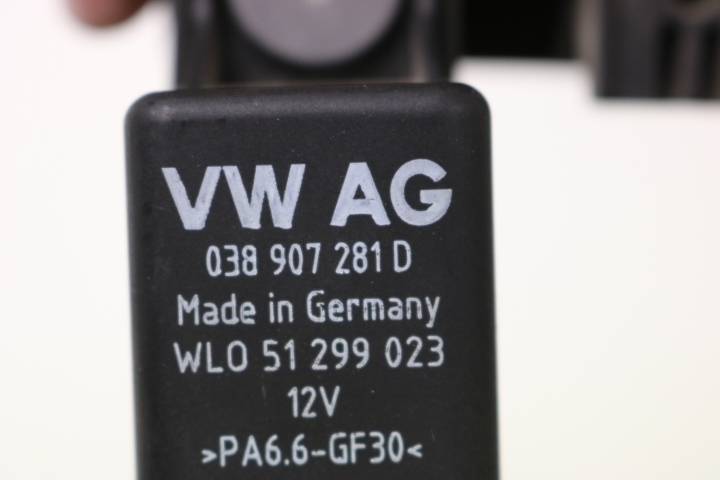 VW AG
038 907 281 D
Made in Germany
WLO 51 299 023
12V
>PA6.6-GF30<